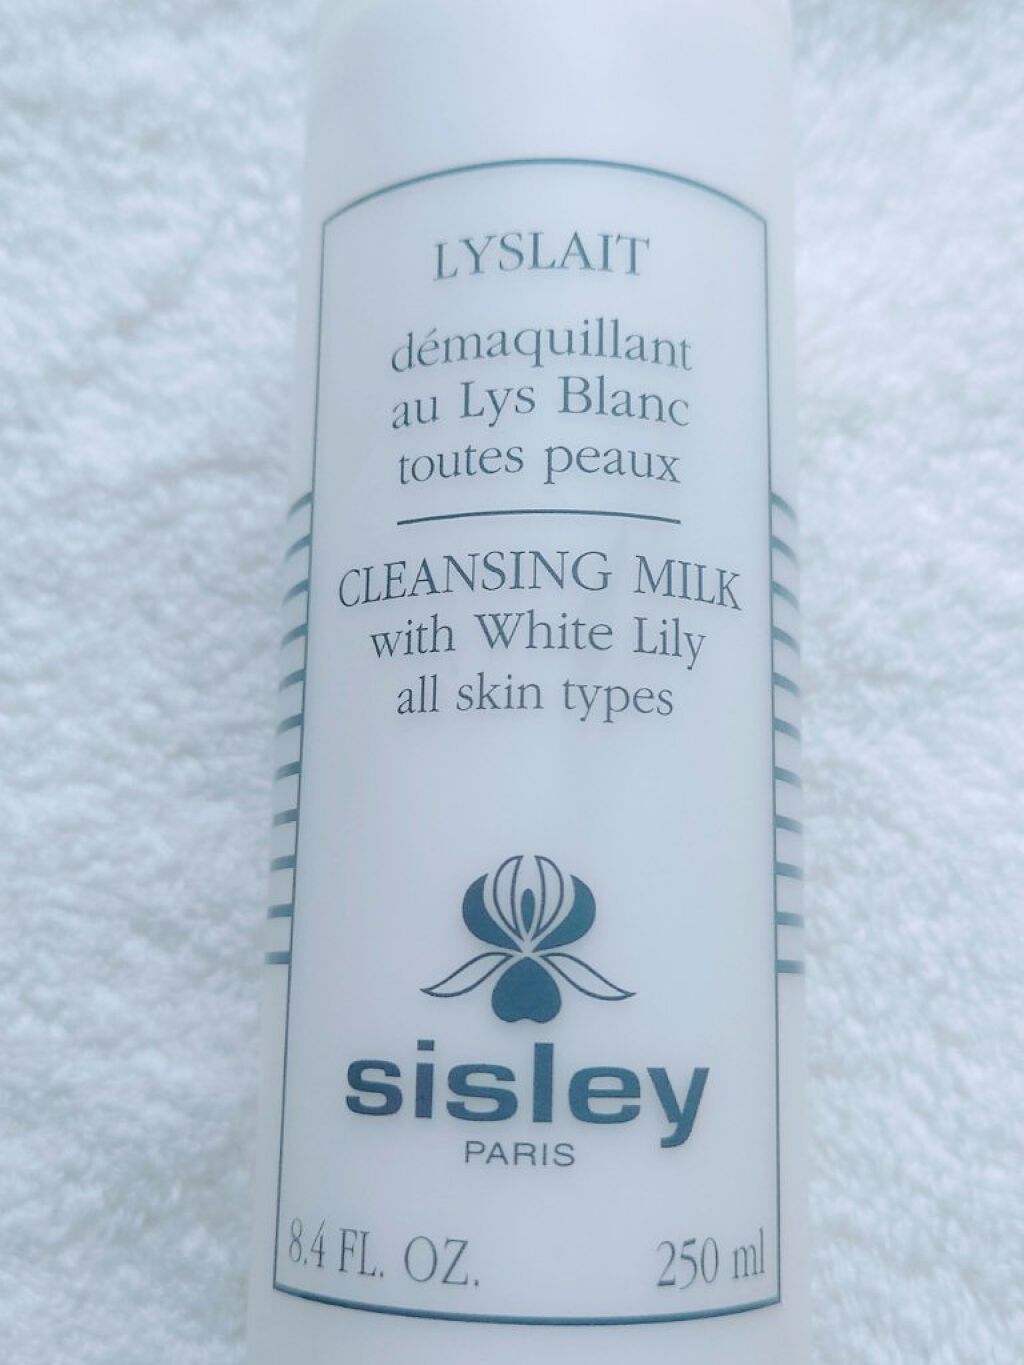 LYSLAIT
démaquillant
au Lys Blanc
toutes peaux
CLEANSING MILK
with White Lily
all skin types
sisley
PARIS
8.4 FL. OZ. 250 ml